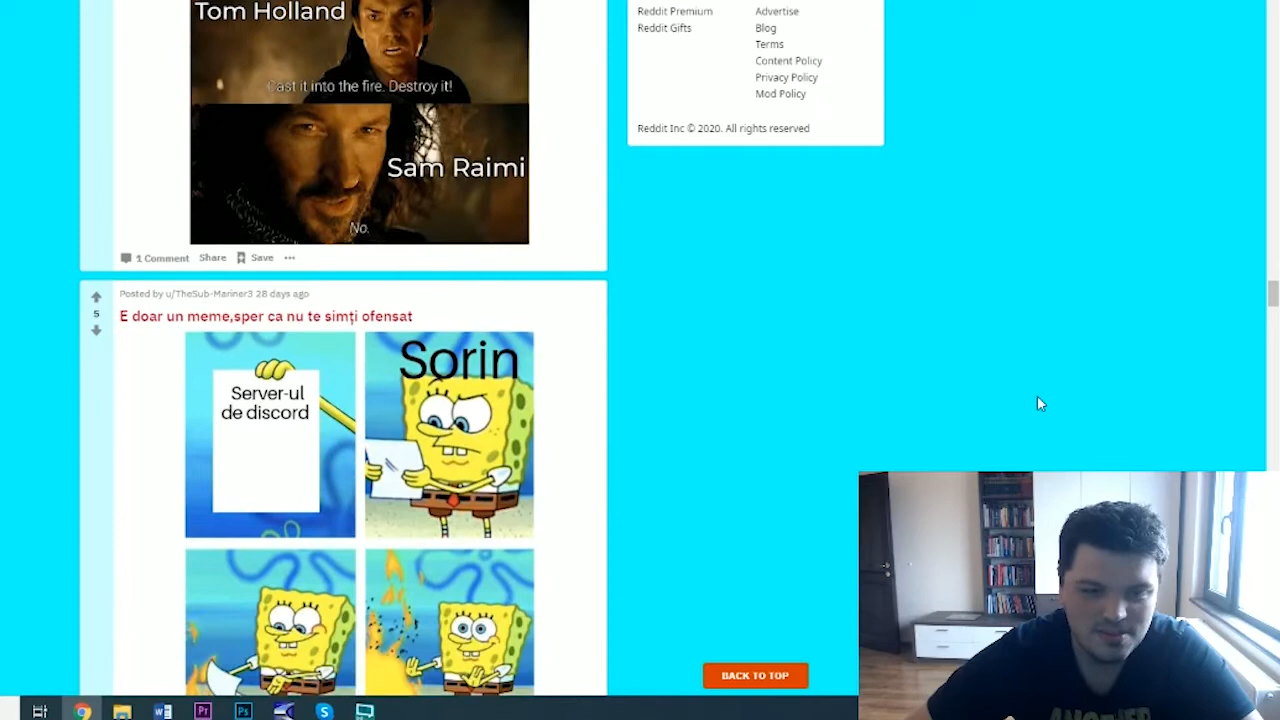 Tom Holland
Cast it into the fire. Destroy it!
Sam Raimi
No.
1 Comment Share Save
Posted by u/TheSub-Mariner3 28 days ago
5
E doar un meme,sper ca nu te simți ofensat
Server-ul
de discord
Sorin
Reddit Premium
Advertise
Reddit Gifts
Blog
Terms
Content Policy
Privacy Policy
Mod Policy
Reddit Inc © 2020. All rights reserved
BACK TO TOP
W
Pr
Ps
S
ANOTHER